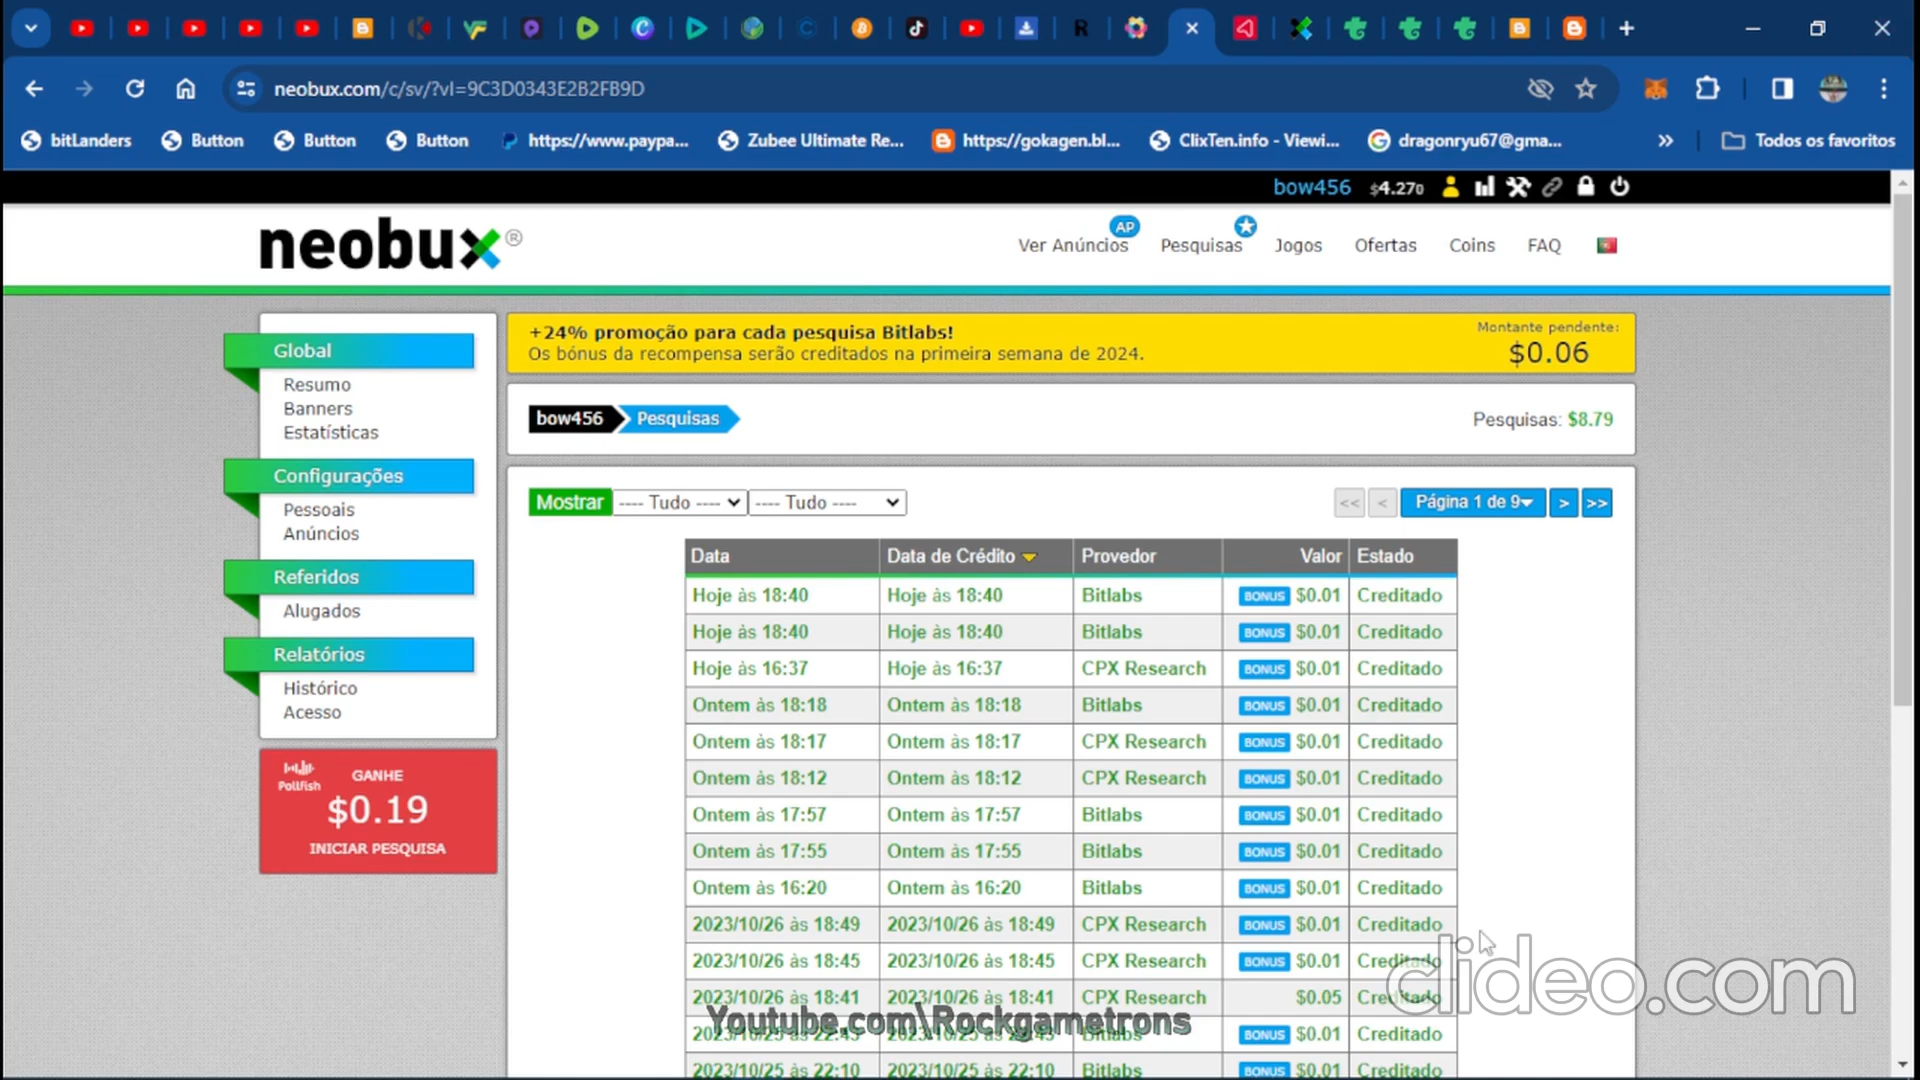 neobux.com/c/sv/?vl=9C3D0343E2B2FB9D
bitLanders Button Button Button https://www.paypa... Zubee Ultimate Re... https://gokagen.bl... ClixTen.info - Viewi... dragonryu67@gma... » Todos os favoritos
bow456 $4.270
neobux®
AP
Ver Anúncios Pesquisas Jogos Ofertas Coins FAQ
Global
Resumo
Banners
Estatísticas
Configurações
Pessoais
Anúncios
Referidos
Alugados
Relatórios
Histórico
Acesso
Pollfish
GANHE
$0.19
INICIAR PESQUISA
+24% promoção para cada pesquisa Bitlabs!
Os bónus da recompensa serão creditados na primeira semana de 2024.
Montante pendente:
$0.06
bow456 Pesquisas
Pesquisas: $8.79
Mostrar ---- Tudo ---- ---- Tudo ----
<< < Página 1 de 9 > >>
Data Data de Crédito Provedor Valor Estado
Hoje às 18:40 Hoje às 18:40 Bitlabs BONUS $0.01 Creditado
Hoje às 18:40 Hoje às 18:40 Bitlabs BONUS $0.01 Creditado
Hoje às 16:37 Hoje às 16:37 CPX Research BONUS $0.01 Creditado
Ontem às 18:18 Ontem às 18:18 Bitlabs BONUS $0.01 Creditado
Ontem às 18:17 Ontem às 18:17 CPX Research BONUS $0.01 Creditado
Ontem às 18:12 Ontem às 18:12 CPX Research BONUS $0.01 Creditado
Ontem às 17:57 Ontem às 17:57 Bitlabs BONUS $0.01 Creditado
Ontem às 17:55 Ontem às 17:55 Bitlabs BONUS $0.01 Creditado
Ontem às 16:20 Ontem às 16:20 Bitlabs BONUS $0.01 Creditado
2023/10/26 às 18:49 2023/10/26 às 18:49 CPX Research BONUS $0.01 Creditado
2023/10/26 às 18:45 2023/10/26 às 18:45 CPX Research BONUS $0.01 Creditado
2023/10/26 às 18:41 2023/10/26 às 18:41 CPX Research $0.05 Creditado
2023/10/25 às 22:43 2023/10/25 às 22:43 Bitlabs BONUS $0.01 Creditado
2023/10/25 às 22:10 2023/10/25 às 22:10 Bitlabs BONUS $0.01 Creditado
Youtube.com\Rockgametrons
clideo.com